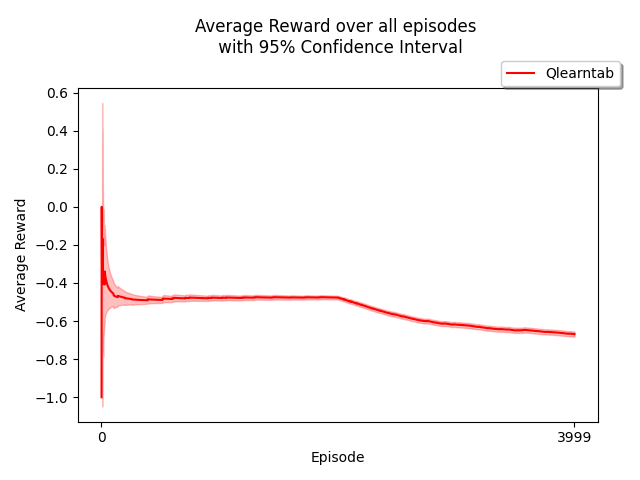 Average Reward over all episodes
with 95% Confidence Interval
Qlearntab
0.6
0.4
0.2
0.0
−0.2
−0.4
−0.6
−0.8
−1.0
Average Reward
0
3999
Episode